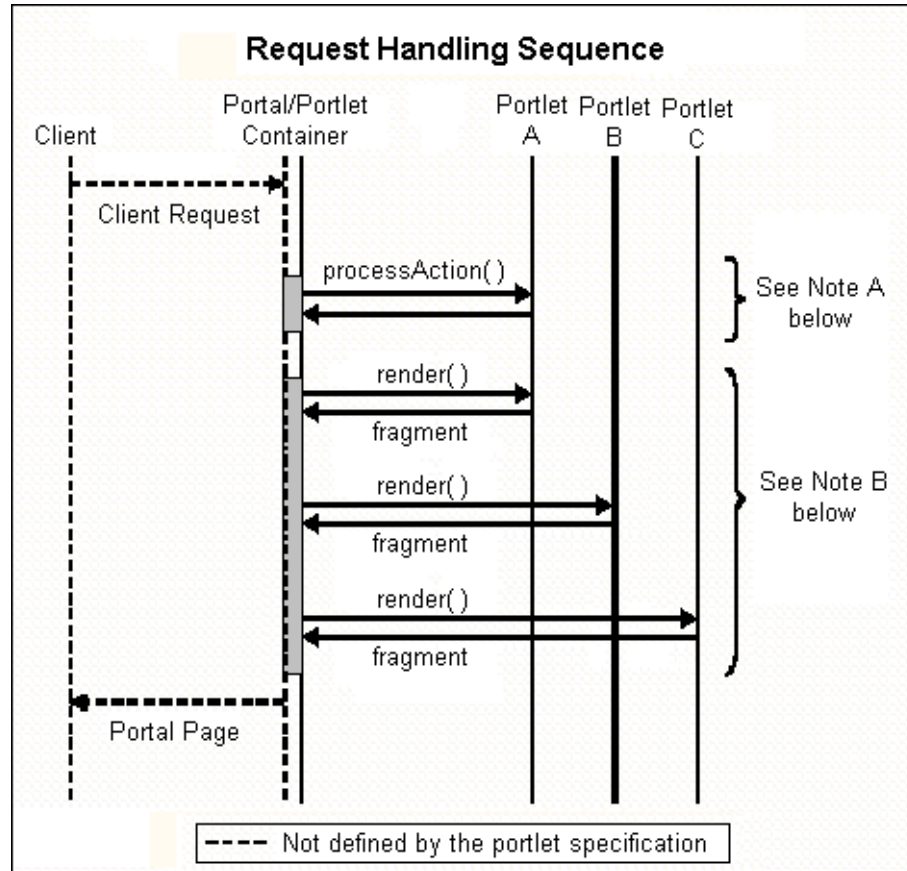 Request Handling Sequence
Client
Portal/Portlet
Container
Portlet
A
Portlet
B
Portlet
C
Client Request
processAction( )
See Note A
below
render( )
fragment
render( )
fragment
See Note B
below
render( )
fragment
Portal Page
Not defined by the portlet specification